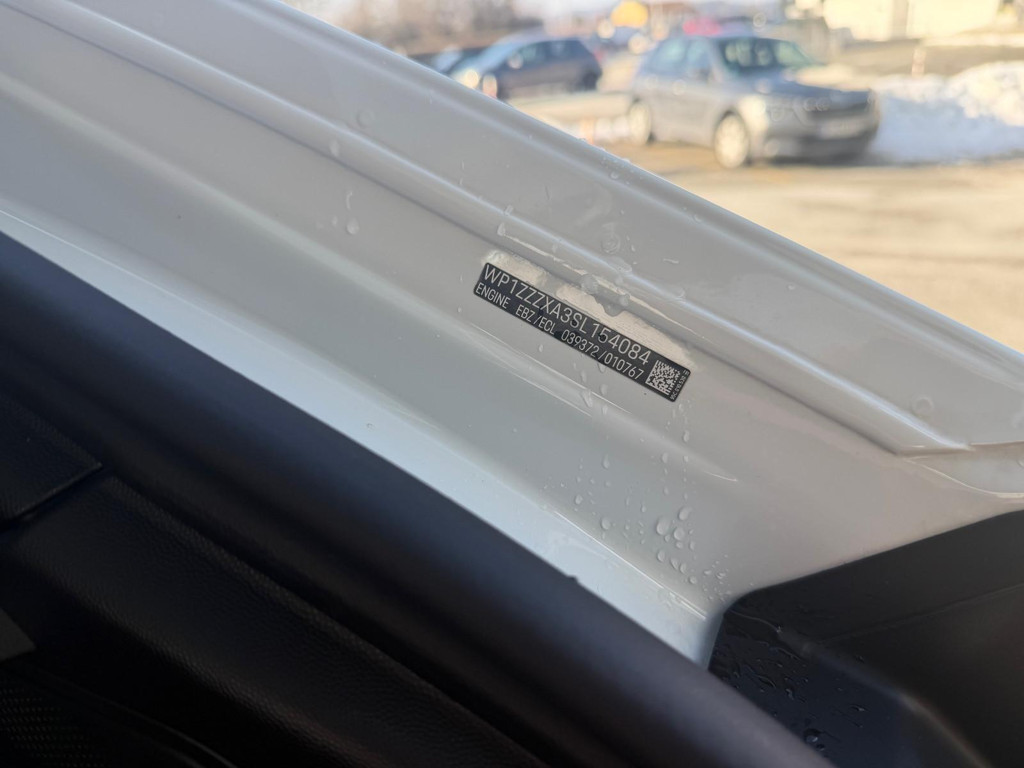 WP1ZZZXA3SL154084
ENGINE EBZ/ECL 039372/010767